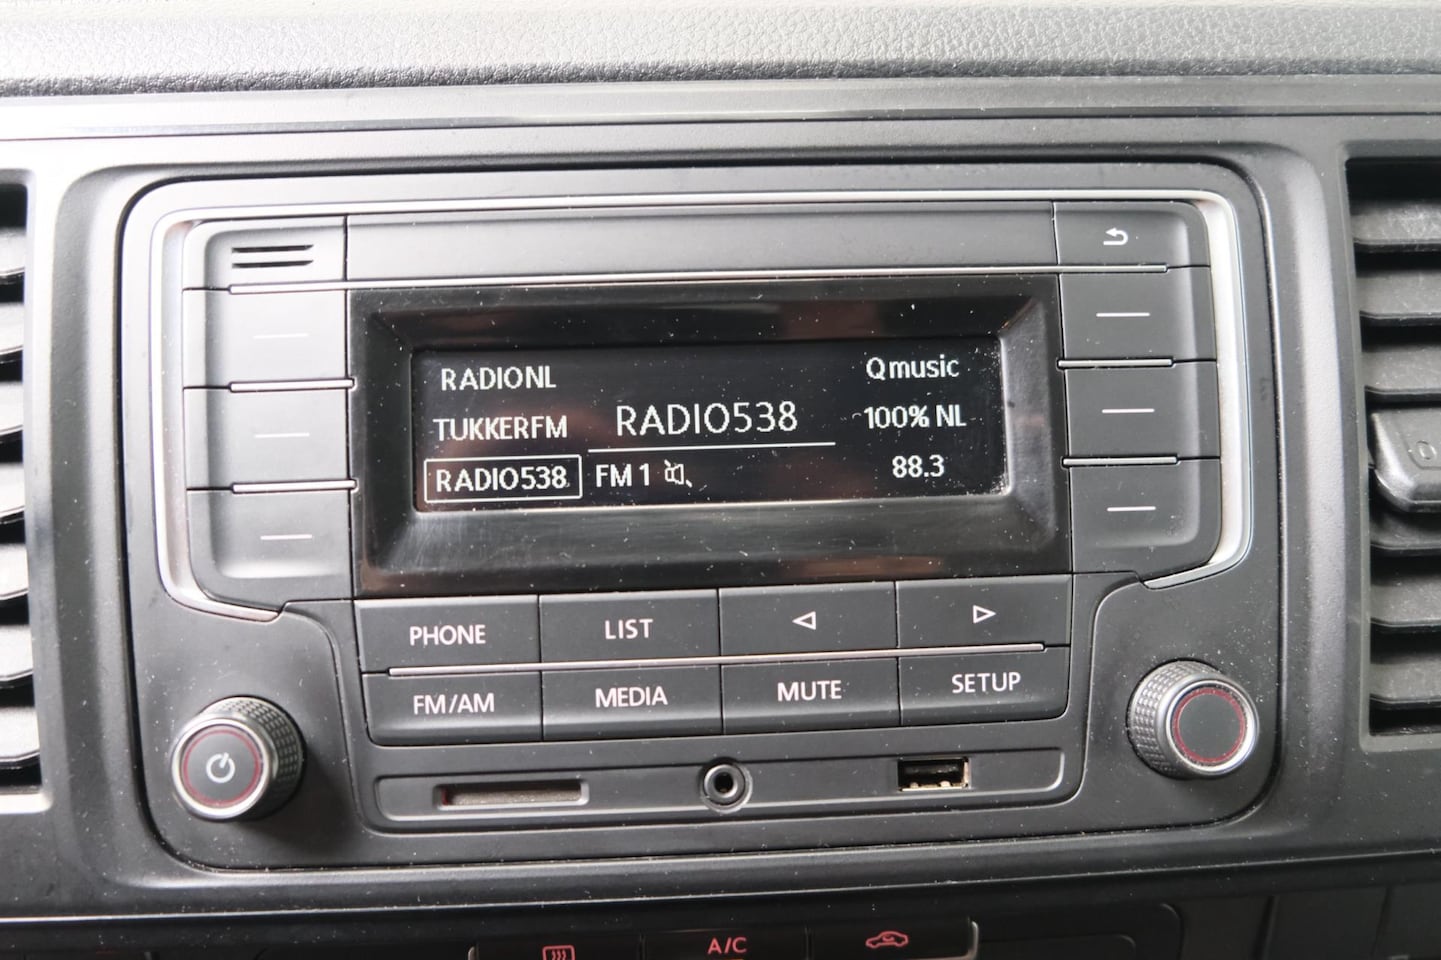 RADIONL
TUKKERFM
RADIO538
RADIO538
FM 1
Qmusic
100% NL
88.3
PHONE
LIST
FM/AM
MEDIA
MUTE
SETUP
A/C